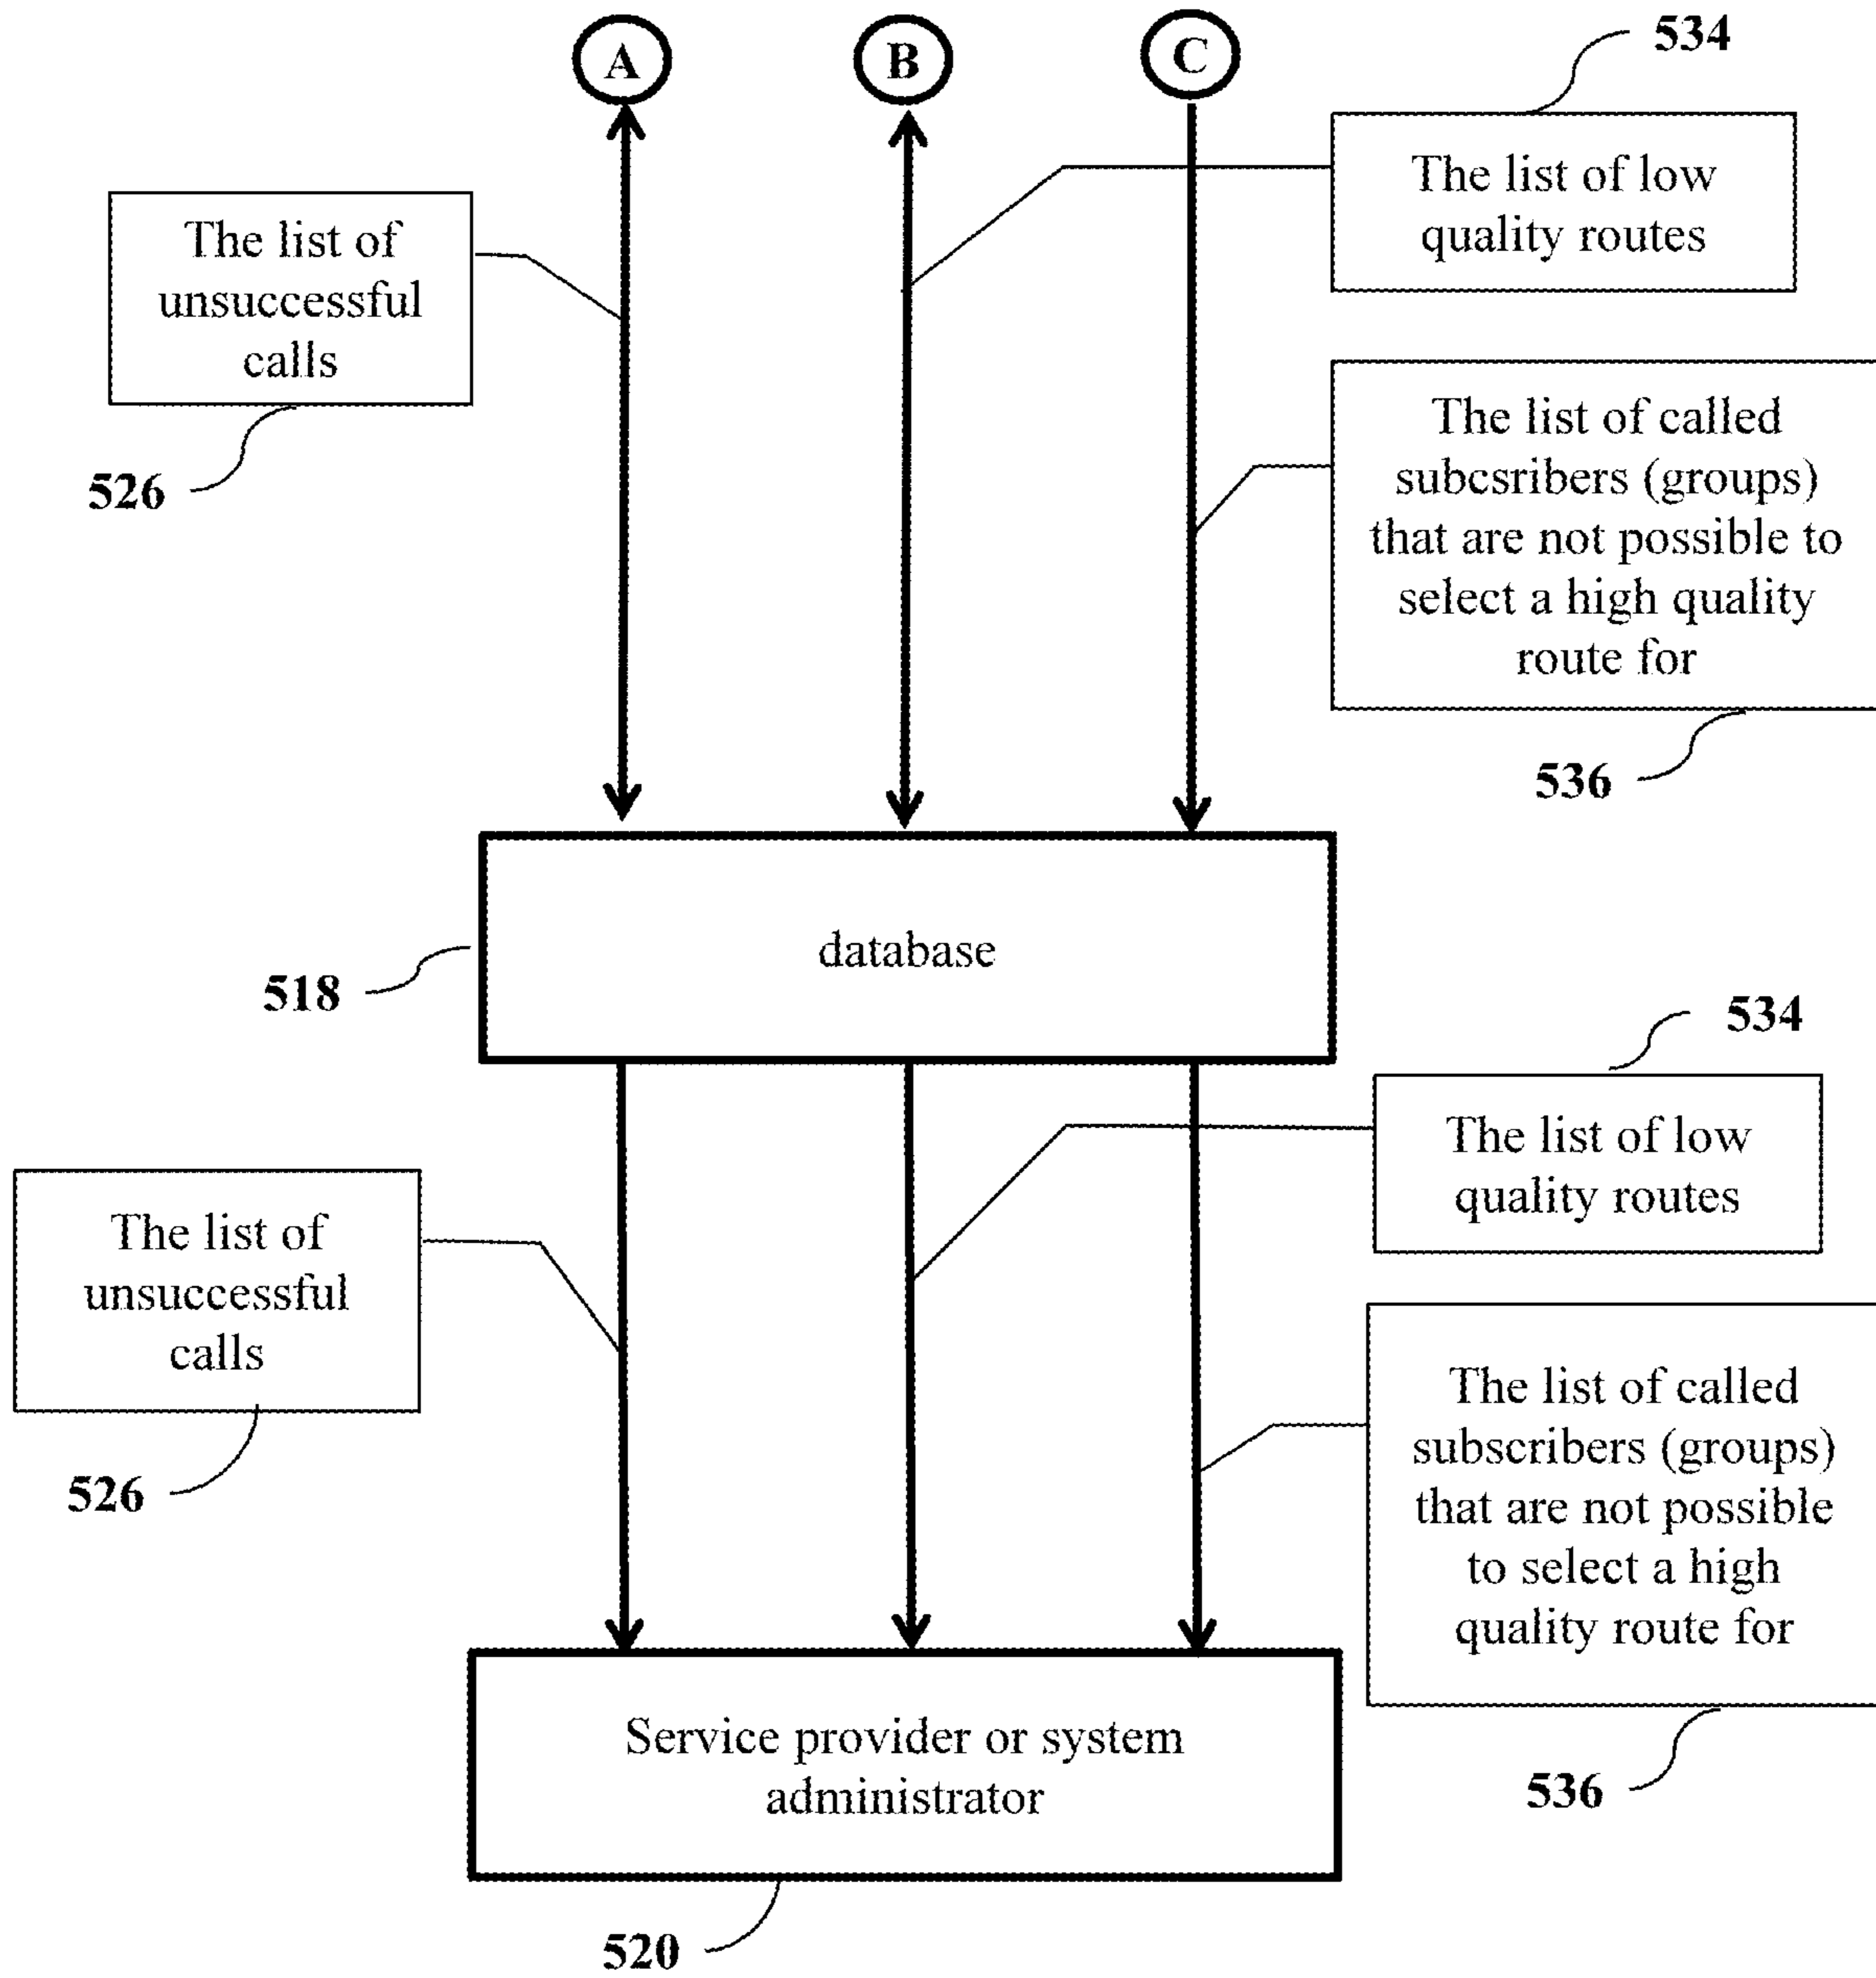 A
B
C
534
The list of low
quality routes
The list of
unsuccessful
calls
526
The list of called
subcsribers (groups)
that are not possible to
select a high quality
route for
536
database
518
534
The list of low
quality routes
The list of
unsuccessful
calls
526
The list of called
subscribers (groups)
that are not possible
to select a high
quality route for
536
Service provider or system
administrator
520